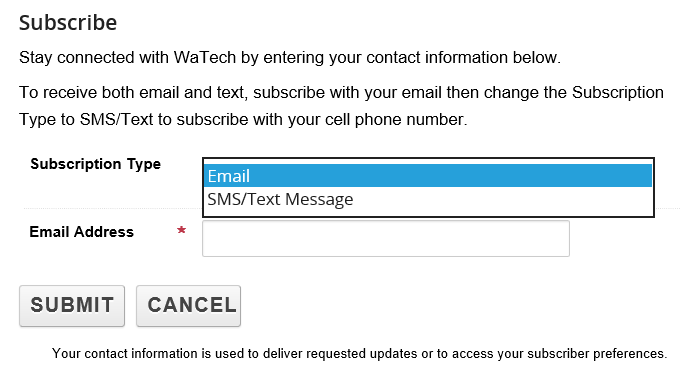 Subscribe
Stay connected with WaTech by entering your contact information below.
To receive both email and text, subscribe with your email then change the Subscription
Type to SMS/Text to subscribe with your cell phone number.
Subscription Type
Email
SMS/Text Message
Email Address *
SUBMIT CANCEL
Your contact information is used to deliver requested updates or to access your subscriber preferences.